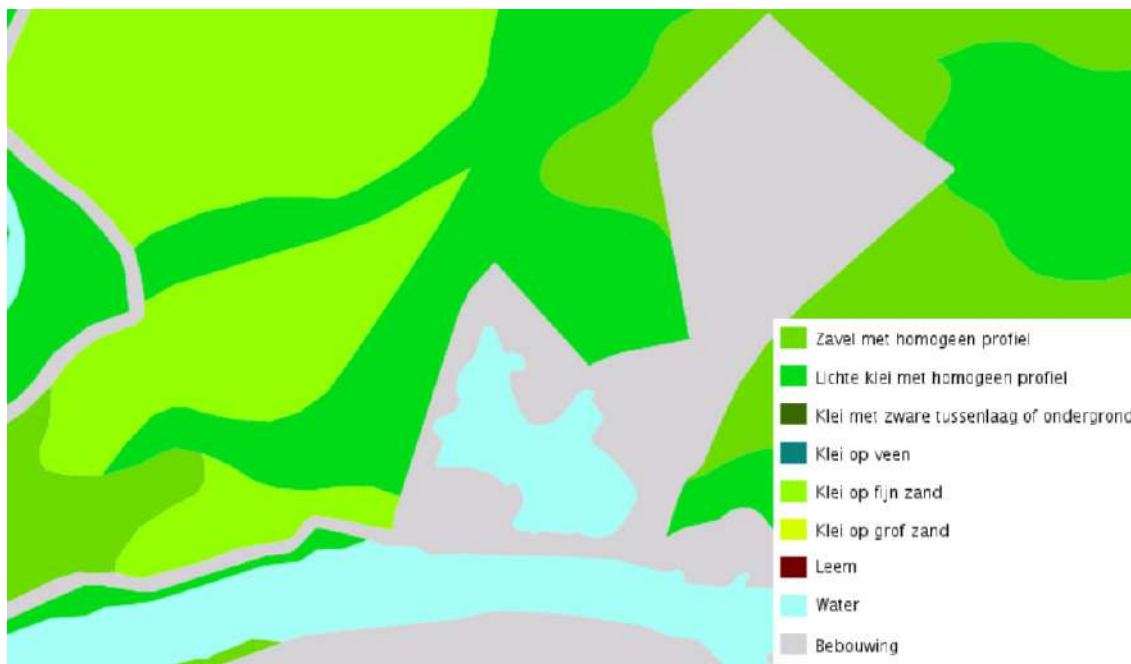 Zavel met homogeen profiel
Lichte klei met homogeen profiel
Klei met zware tussenlaag of ondergrond
Klei op veen
Klei op fijn zand
Klei op grof zand
Leem
Water
Bebouwing